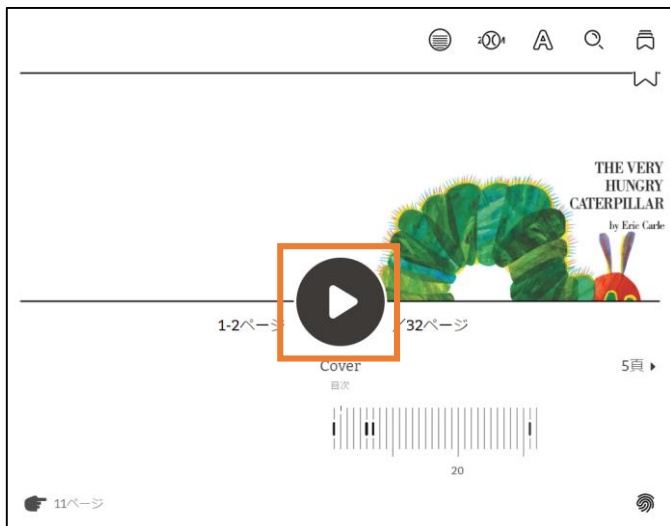 THE VERY
HUNGRY
CATERPILLAR
by Eric Carle
1-2ページ ／32ページ
Cover
目次
5頁
20
11ページ